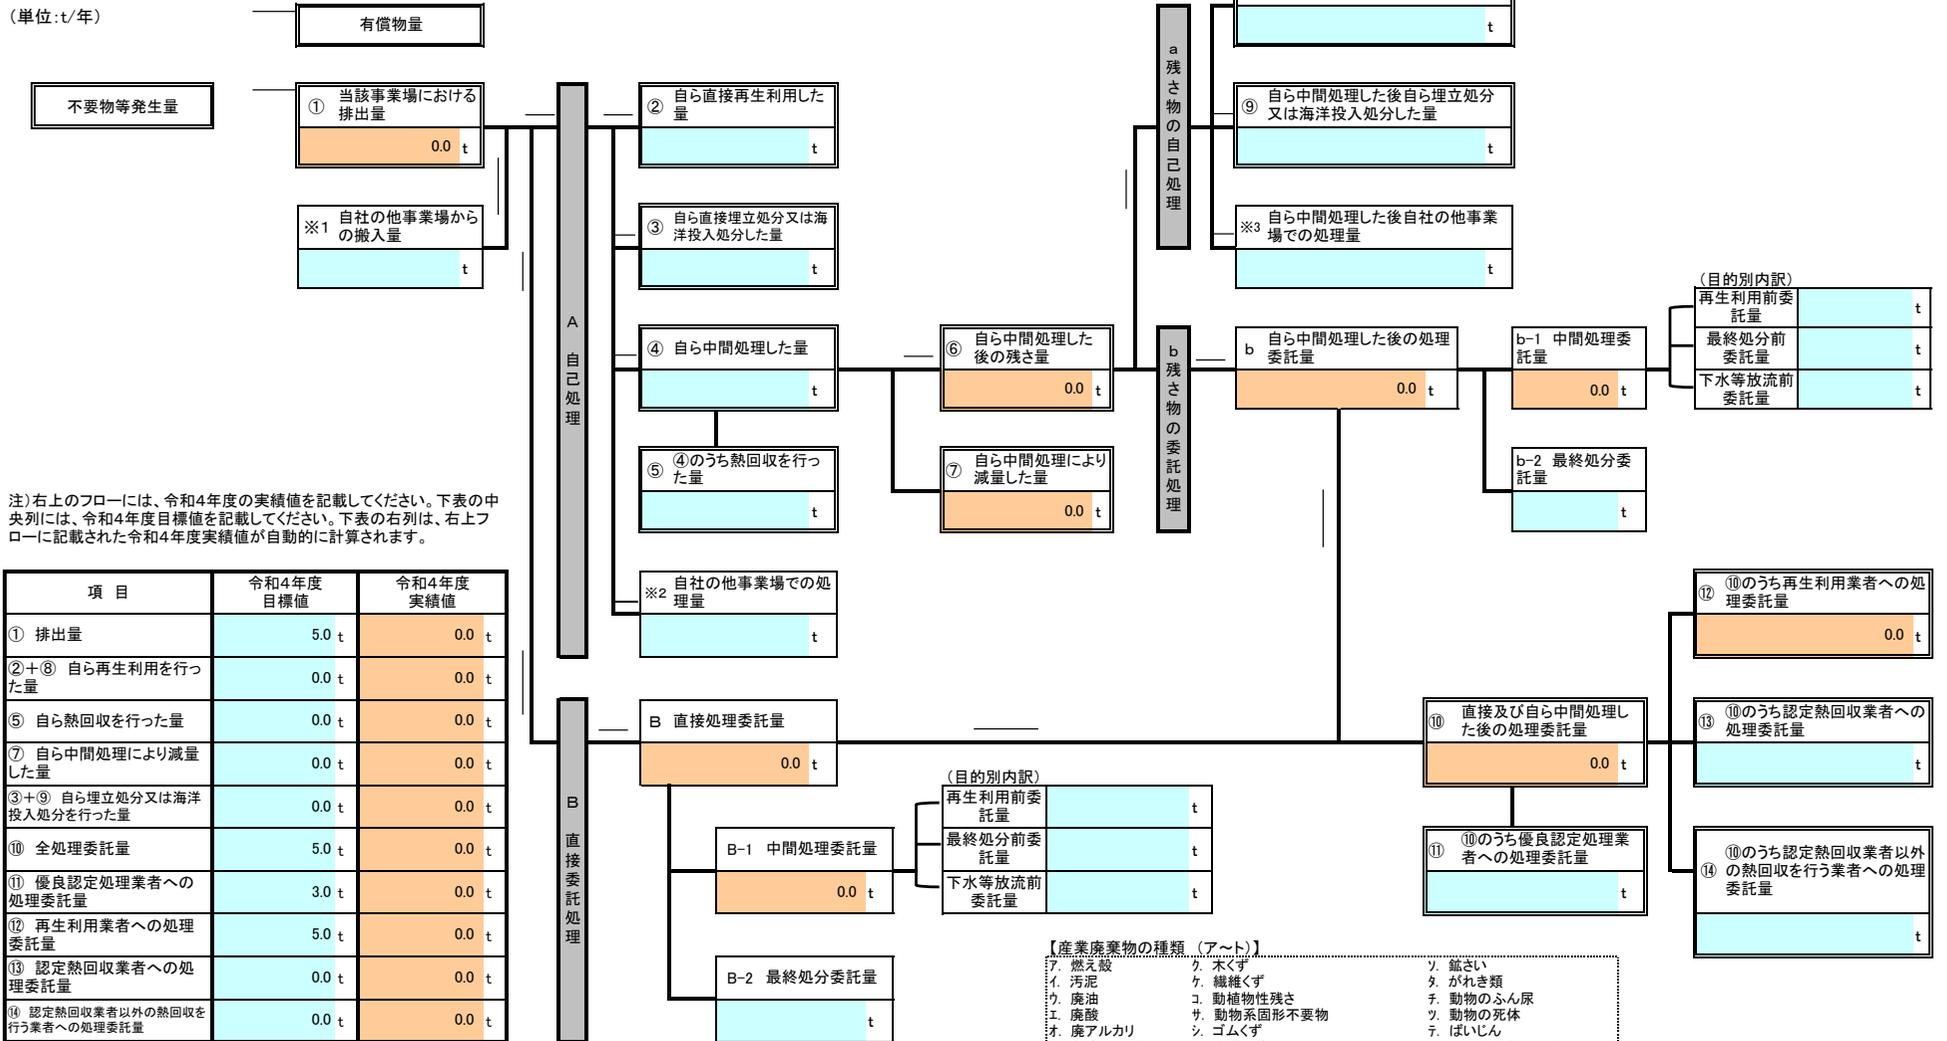 （単位：t/年）
有償物量
t
不要物等発生量
① 当該事業場における
排出量
0.0 t
※1 自社の他事業場から
の搬入量
t
A 自己処理
② 自ら直接再生利用した
量
t
③ 自ら直接埋立処分又は海
洋投入処分した量
t
④ 自ら中間処理した量
t
⑤ ④のうち熱回収を行っ
た量
t
※2 自社の他事業場での処
理量
t
⑥ 自ら中間処理した
後の残さ量
0.0 t
⑦ 自ら中間処理により
減量した量
0.0 t
a 残さ物の自己処理
⑨ 自ら中間処理した後自ら埋立処分
又は海洋投入処分した量
t
※3 自ら中間処理した後自社の他事業
場での処理量
t
b 残さ物の委託処理
b 自ら中間処理した後の処理
委託量
0.0 t
b-1 中間処理委
託量
0.0 t
b-2 最終処分委
託量
t
（目的別内訳）
再生利用前委
託量
t
最終処分前
委託量
t
下水等放流前
委託量
t
注）右上のフローには、令和４年度の実績値を記載してください。下表の中
央列には、令和４年度目標値を記載してください。下表の右列は、右上フ
ローに記載された令和４年度実績値が自動的に計算されます。
項 目
令和４年度
目標値
令和４年度
実績値
① 排出量 5.0 t 0.0 t
②＋⑧ 自ら再生利用を行っ
た量 0.0 t 0.0 t
⑤ 自ら熱回収を行った量 0.0 t 0.0 t
⑦ 自ら中間処理により減量
した量 0.0 t 0.0 t
③＋⑨ 自ら埋立処分又は海洋
投入処分を行った量 0.0 t 0.0 t
⑩ 全処理委託量 5.0 t 0.0 t
⑪ 優良認定処理業者への
処理委託量 3.0 t 0.0 t
⑫ 再生利用業者への処理
委託量 5.0 t 0.0 t
⑬ 認定熱回収業者への処
理委託量 0.0 t 0.0 t
⑭ 認定熱回収業者以外の熱回収を
行う業者への処理委託量 0.0 t 0.0 t
B 直接委託処理
B 直接処理委託量
0.0 t
B-1 中間処理委託量
0.0 t
B-2 最終処分委託量
（目的別内訳）
再生利用前委
託量
t
最終処分前委
託量
t
下水等放流前
委託量
t
⑩ 直接及び自ら中間処理し
た後の処理委託量
0.0 t
⑪ ⑩のうち優良認定処理業
者への処理委託量
t
⑫ ⑩のうち再生利用業者への処
理委託量
0.0 t
⑬ ⑩のうち認定熱回収業者への
処理委託量
t
⑭ ⑩のうち認定熱回収業者以外
の熱回収を行う業者への処理
委託量
t
【産業廃棄物の種類 （ア～ト）】
ｱ. 燃え殻 ｸ. 木くず ｿ. 鉱さい
ｲ. 汚泥 ｹ. 繊維くず ﾀ. がれき類
ｳ. 廃油 ｺ. 動植物性残さ ﾁ. 動物のふん尿
ｴ. 廃酸 ｻ. 動物系固形不要物 ﾂ. 動物の死体
ｵ. 廃アルカリ ｼ. ゴムくず ﾃ. ばいじん
t